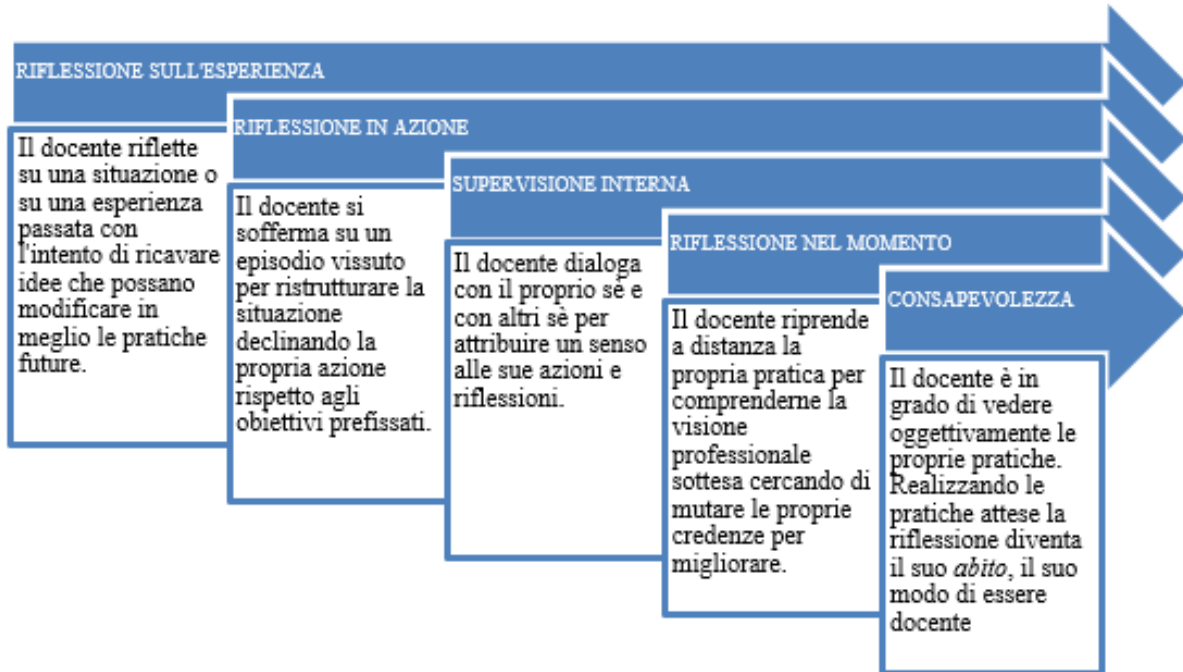 RIFLESSIONE SULL'ESPERIENZA
Il docente riflette
su una situazione o
su una esperienza
passata con
l'intento di ricavare
idee che possano
modificare in
meglio le pratiche
future.
RIFLESSIONE IN AZIONE
Il docente si
sofferma su un
episodio vissuto
per ristrutturare la
situazione
declinando la
propria azione
rispetto agli
obiettivi prefissati.
SUPERVISIONE INTERNA
Il docente dialoga
con il proprio sè e
con altri sè per
attribuire un senso
alle sue azioni e
riflessioni.
RIFLESSIONE NEL MOMENTO
Il docente riprende
a distanza la
propria pratica per
comprenderne la
visione
professionale
sottesa cercando di
mutare le proprie
credenze per
migliorare.
CONSAPEVOLEZZA
Il docente è in
grado di vedere
oggettivamente le
proprie pratiche.
Realizzando le
pratiche attese la
riflessione diventa
il suo abito, il suo
modo di essere
docente